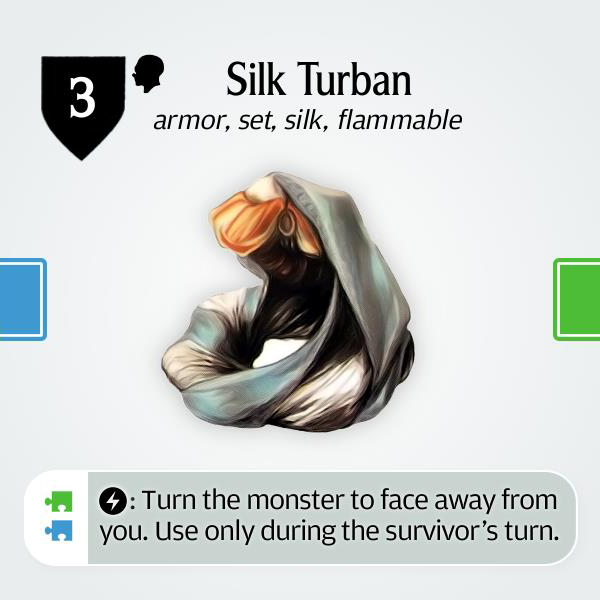 3
Silk Turban
armor, set, silk, flammable
: Turn the monster to face away from
you. Use only during the survivor’s turn.